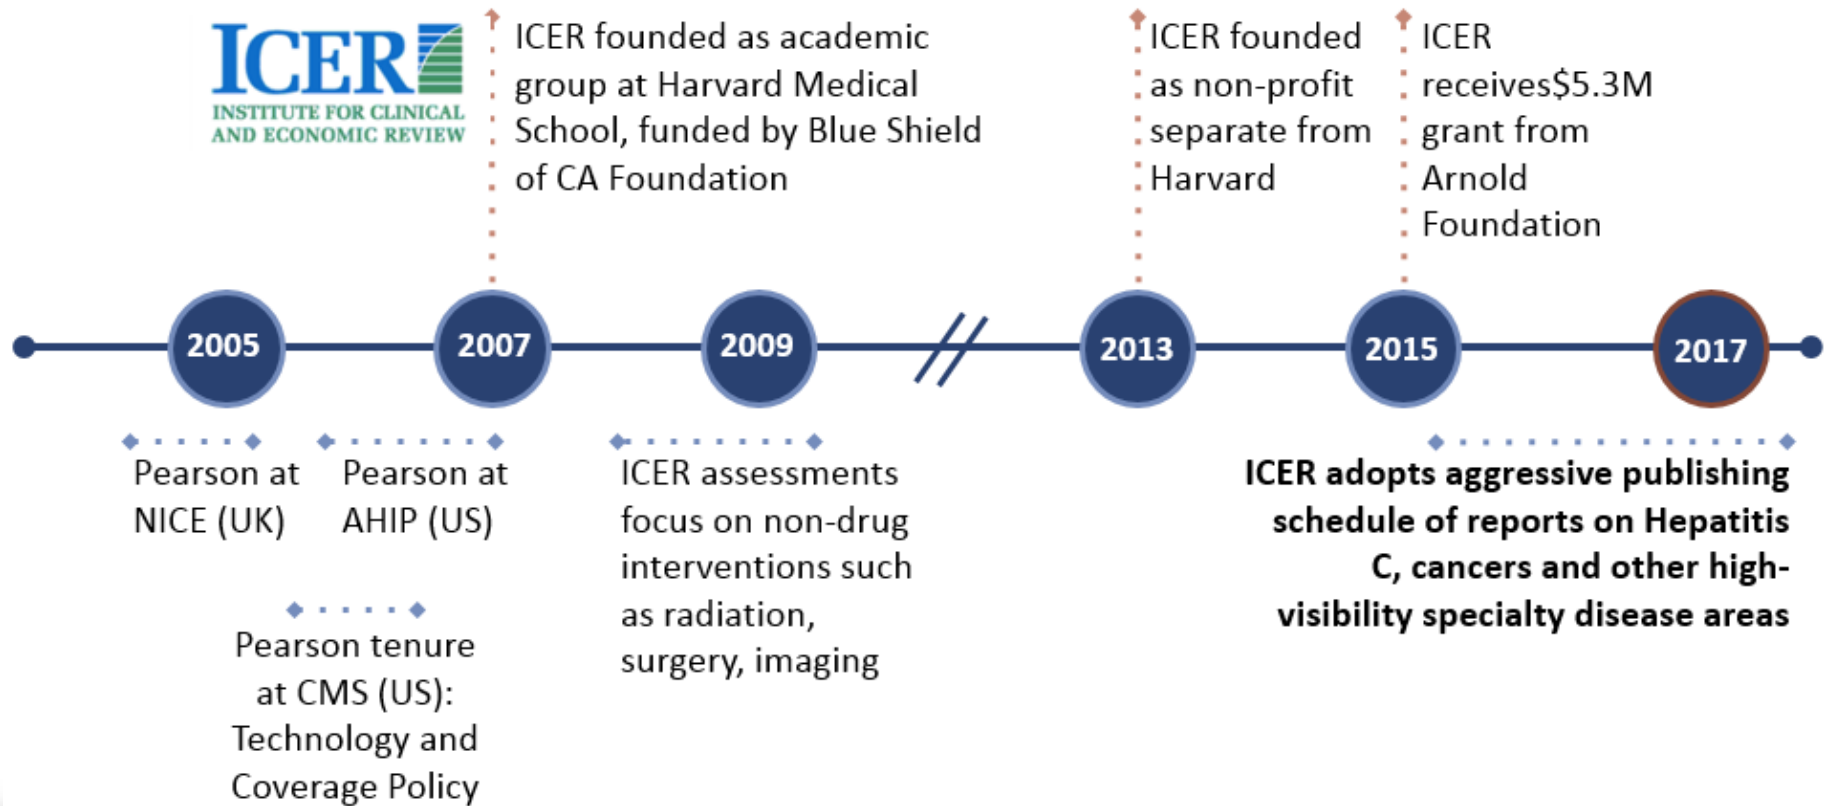 ICER
INSTITUTE FOR CLINICAL
AND ECONOMIC REVIEW
ICER founded as academic
group at Harvard Medical
School, funded by Blue Shield
of CA Foundation
ICER founded
as non-profit
separate from
Harvard
ICER
receives$5.3M
grant from
Arnold
Foundation
2005
2007
2009
2013
2015
2017
Pearson at
NICE (UK)
Pearson at
AHIP (US)
Pearson tenure
at CMS (US):
Technology and
Coverage Policy
ICER assessments
focus on non-drug
interventions such
as radiation,
surgery, imaging
ICER adopts aggressive publishing
schedule of reports on Hepatitis
C, cancers and other high-
visibility specialty disease areas